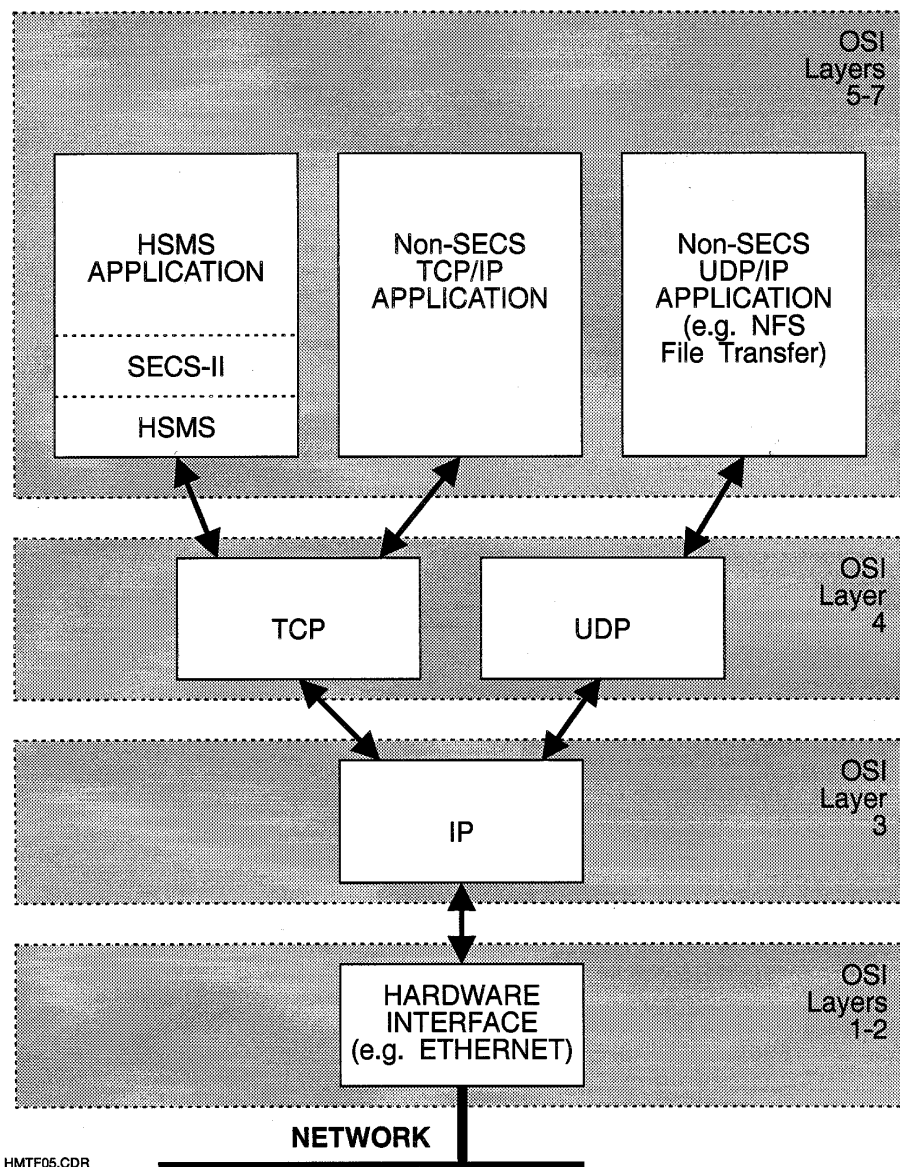 OSI
Layers
5-7
HSMS
APPLICATION
SECS-II
HSMS
Non-SECS
TCP/IP
APPLICATION
Non-SECS
UDP/IP
APPLICATION
(e.g. NFS
File Transfer)
OSI
Layer
4
TCP
UDP
OSI
Layer
3
IP
OSI
Layers
1-2
HARDWARE
INTERFACE
(e.g. ETHERNET)
NETWORK
HMTF05.CDR